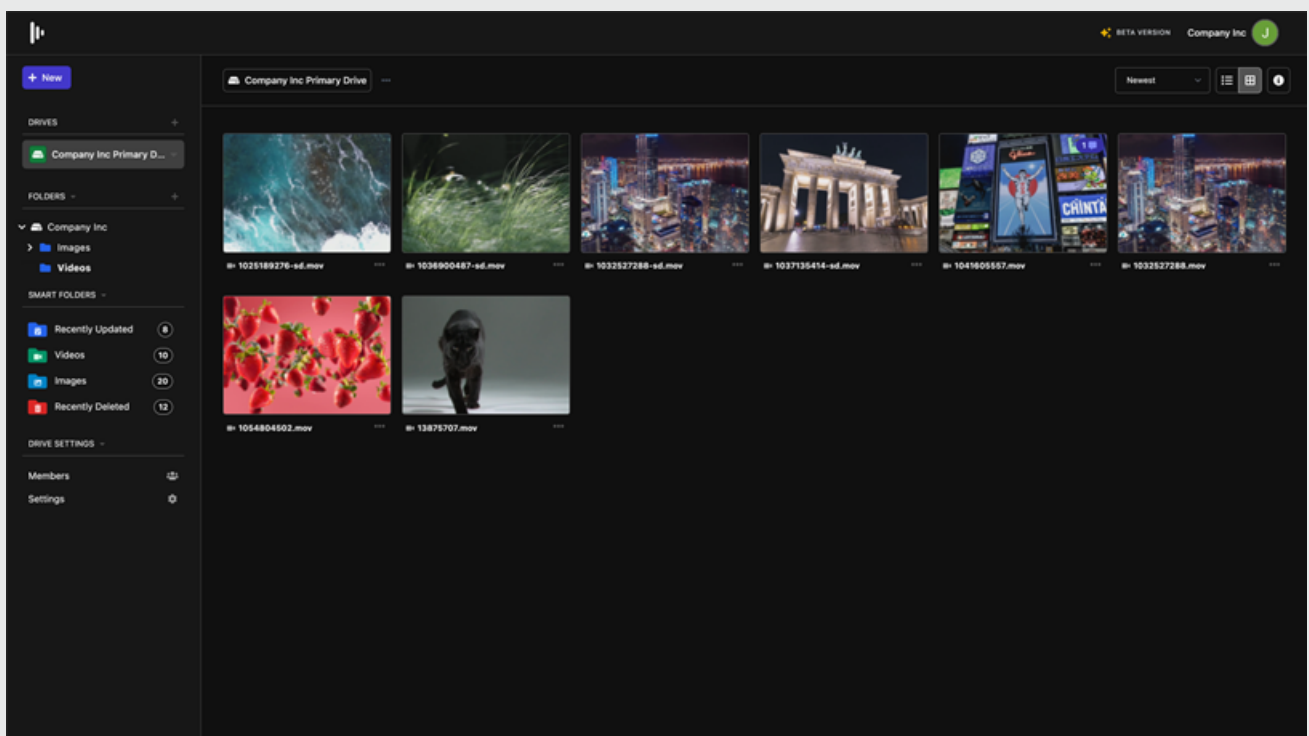 BETA VERSION Company Inc J
+ New
Company Inc Primary Drive
Newest
DRIVES
Company Inc Primary D...
FOLDERS
Company Inc
Images
Videos
SMART FOLDERS
Recently Updated 8
Videos 10
Images 20
Recently Deleted 12
DRIVE SETTINGS
Members
Settings
Glico
CHINTA
1025189276-sd.mov
1036900487-sd.mov
1032527288-sd.mov
1037135414-sd.mov
1041605557.mov
1032527288.mov
1054804502.mov
13875707.mov